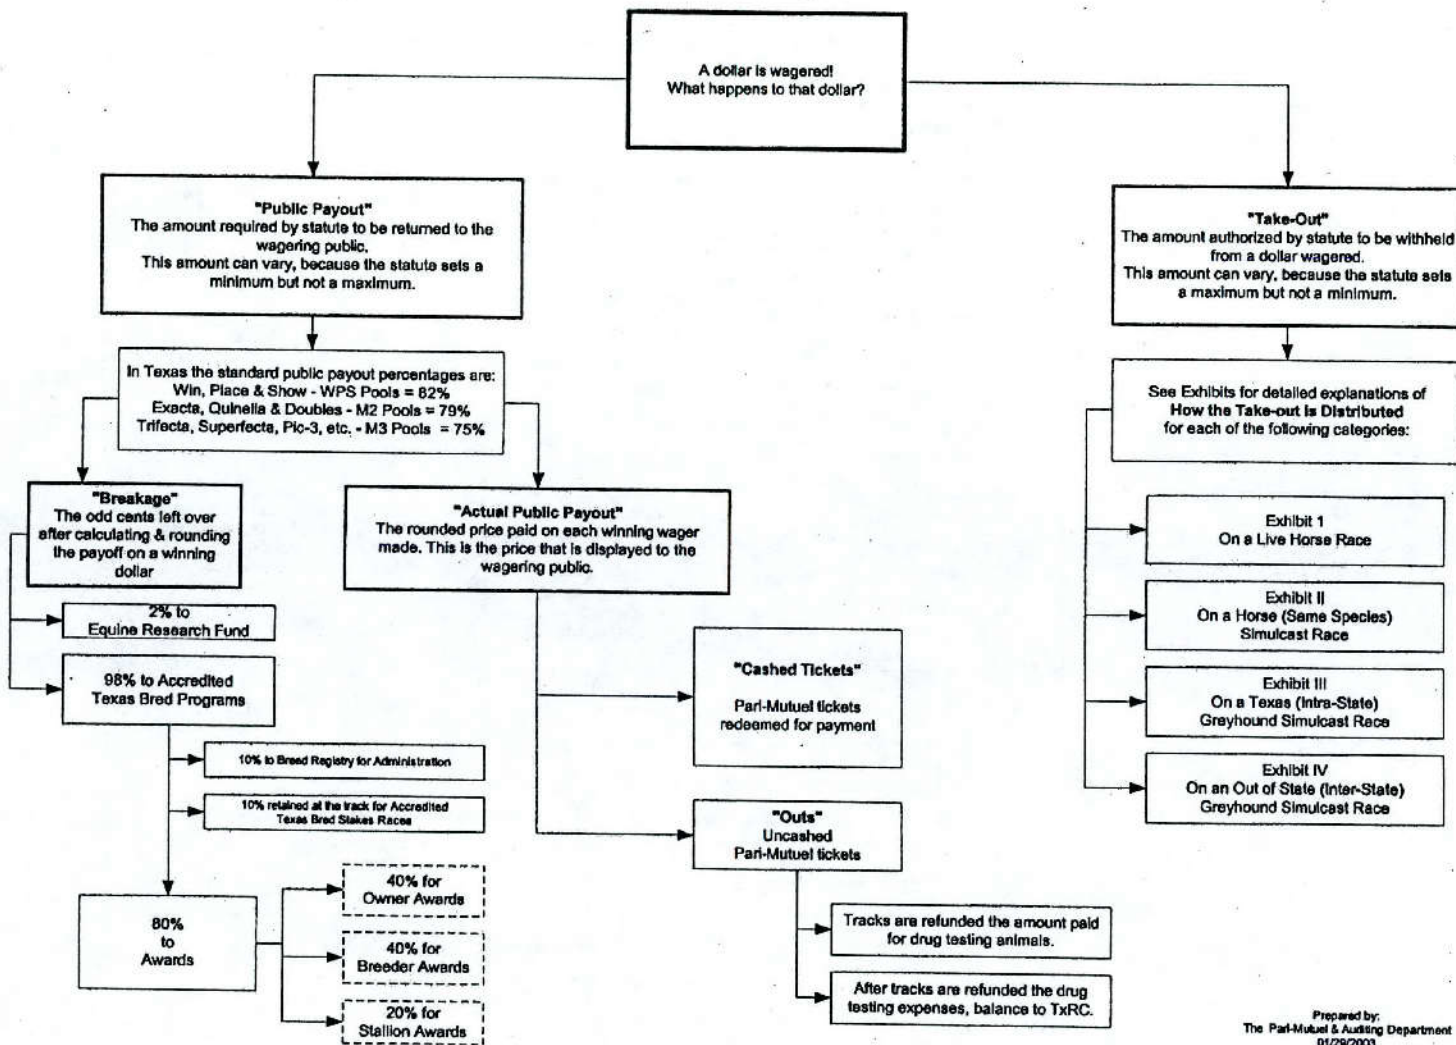 A dollar is wagered!
What happens to that dollar?
"Public Payout"
The amount required by statute to be returned to the
wagering public.
This amount can vary, because the statute sets a
minimum but not a maximum.
In Texas the standard public payout percentages are:
Win, Place & Show - WPS Pools = 82%
Exacta, Quinella & Doubles - M2 Pools = 79%
Trifecta, Superfecta, Pic-3, etc. - M3 Pools = 75%
"Breakage"
The odd cents left over
after calculating & rounding
the payoff on a winning
dollar
2% to
Equine Research Fund
98% to Accredited
Texas Bred Programs
10% to Breed Registry for Administration
10% retained at the track for Accredited
Texas Bred Stakes Races
80%
to
Awards
40% for
Owner Awards
40% for
Breeder Awards
20% for
Stallion Awards
"Actual Public Payout"
The rounded price paid on each winning wager
made. This is the price that is displayed to the
wagering public.
"Cashed Tickets"
Pari-Mutuel tickets
redeemed for payment
"Outs"
Uncashed
Pari-Mutuel tickets
Tracks are refunded the amount paid
for drug testing animals.
After tracks are refunded the drug
testing expenses, balance to TxRC.
"Take-Out"
The amount authorized by statute to be withheld
from a dollar wagered.
This amount can vary, because the statute sets
a maximum but not a minimum.
See Exhibits for detailed explanations of
How the Take-out is Distributed
for each of the following categories:
Exhibit 1
On a Live Horse Race
Exhibit II
On a Horse (Same Species)
Simulcast Race
Exhibit III
On a Texas (Intra-State)
Greyhound Simulcast Race
Exhibit IV
On an Out of State (Inter-State)
Greyhound Simulcast Race
Prepared by:
The Pari-Mutuel & Auditing Department
01/29/2003